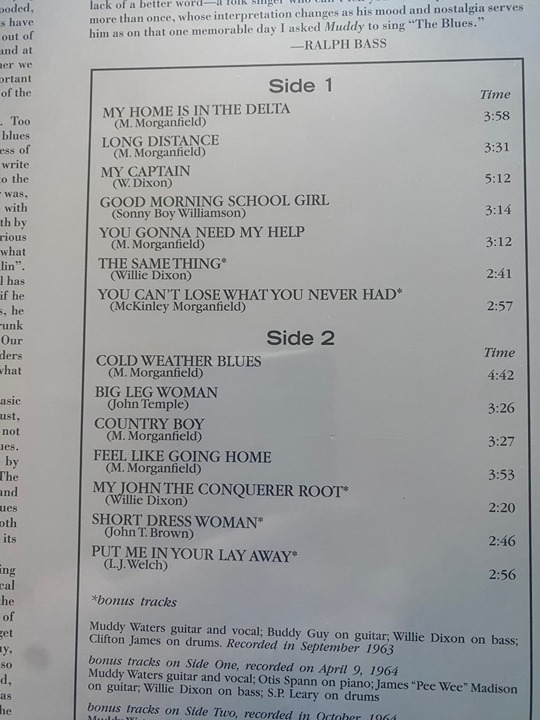 lack of a better word—a folk singer who can
more than once, whose interpretation changes as his mood and nostalgia serves
him as on that one memorable day I asked Muddy to sing "The Blues."
—RALPH BASS
Side 1
Time
MY HOME IS IN THE DELTA
(M. Morganfield)
3:58
LONG DISTANCE
(M. Morganfield)
3:31
MY CAPTAIN
(W. Dixon)
5:12
GOOD MORNING SCHOOL GIRL
(Sonny Boy Williamson)
3:14
YOU GONNA NEED MY HELP
(M. Morganfield)
3:12
THE SAME THING*
(Willie Dixon)
2:41
YOU CAN'T LOSE WHAT YOU NEVER HAD*
(McKinley Morganfield)
2:57
Side 2
Time
COLD WEATHER BLUES
(M. Morganfield)
4:42
BIG LEG WOMAN
(John Temple)
3:26
COUNTRY BOY
(M. Morganfield)
3:27
FEEL LIKE GOING HOME
(M. Morganfield)
3:53
MY JOHN THE CONQUERER ROOT*
(Willie Dixon)
2:20
SHORT DRESS WOMAN*
(John T. Brown)
2:46
PUT ME IN YOUR LAY AWAY*
(L.J. Welch)
2:56
*bonus tracks
Muddy Waters guitar and vocal; Buddy Guy on guitar; Willie Dixon on bass;
Clifton James on drums. Recorded in September 1963
bonus tracks on Side One, recorded on April 9, 1964
Muddy Waters guitar and vocal; Otis Spann on piano; James "Pee Wee" Madison
on guitar; Willie Dixon on bass; S.P. Leary on drums
bonus tracks on Side Two, recorded in October, 1964